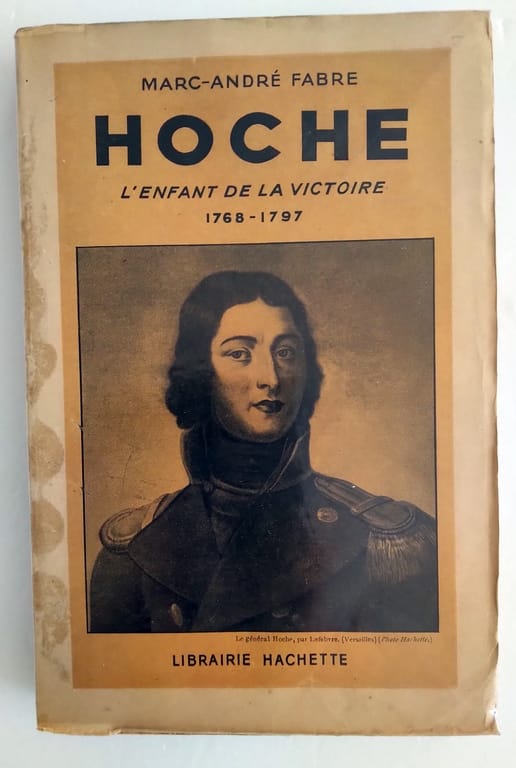 MARC-ANDRÉ FABRE
HOCHE
L'ENFANT DE LA VICTOIRE
1768-1797
Le général Hoche, par Lefebvre. (Versailles) (Photo Hachette.)
LIBRAIRIE HACHETTE